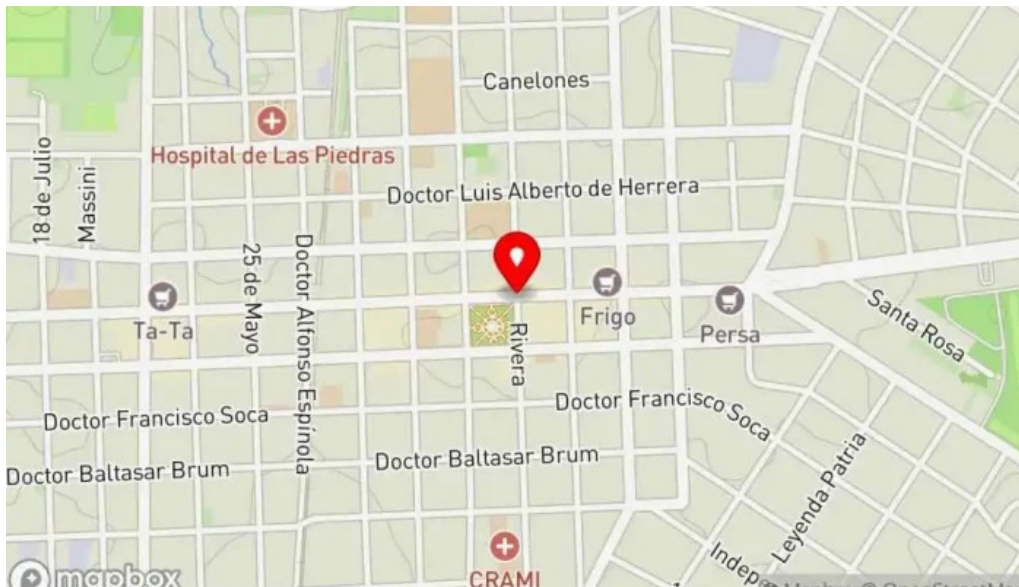 Canelones
Hospital de Las Piedras
Doctor Luis Alberto de Herrera
18 de Julio
Massini
25 de Mayo
Doctor Alfonso Espínola
Ta-Ta
Rivera
Frigo
Persa
Santa Rosa
Doctor Francisco Soca
Doctor Francisco Soca
Doctor Baltasar Brum
Doctor Baltasar Brum
Leyenda Patria
CRAMI
Indep
mapbox